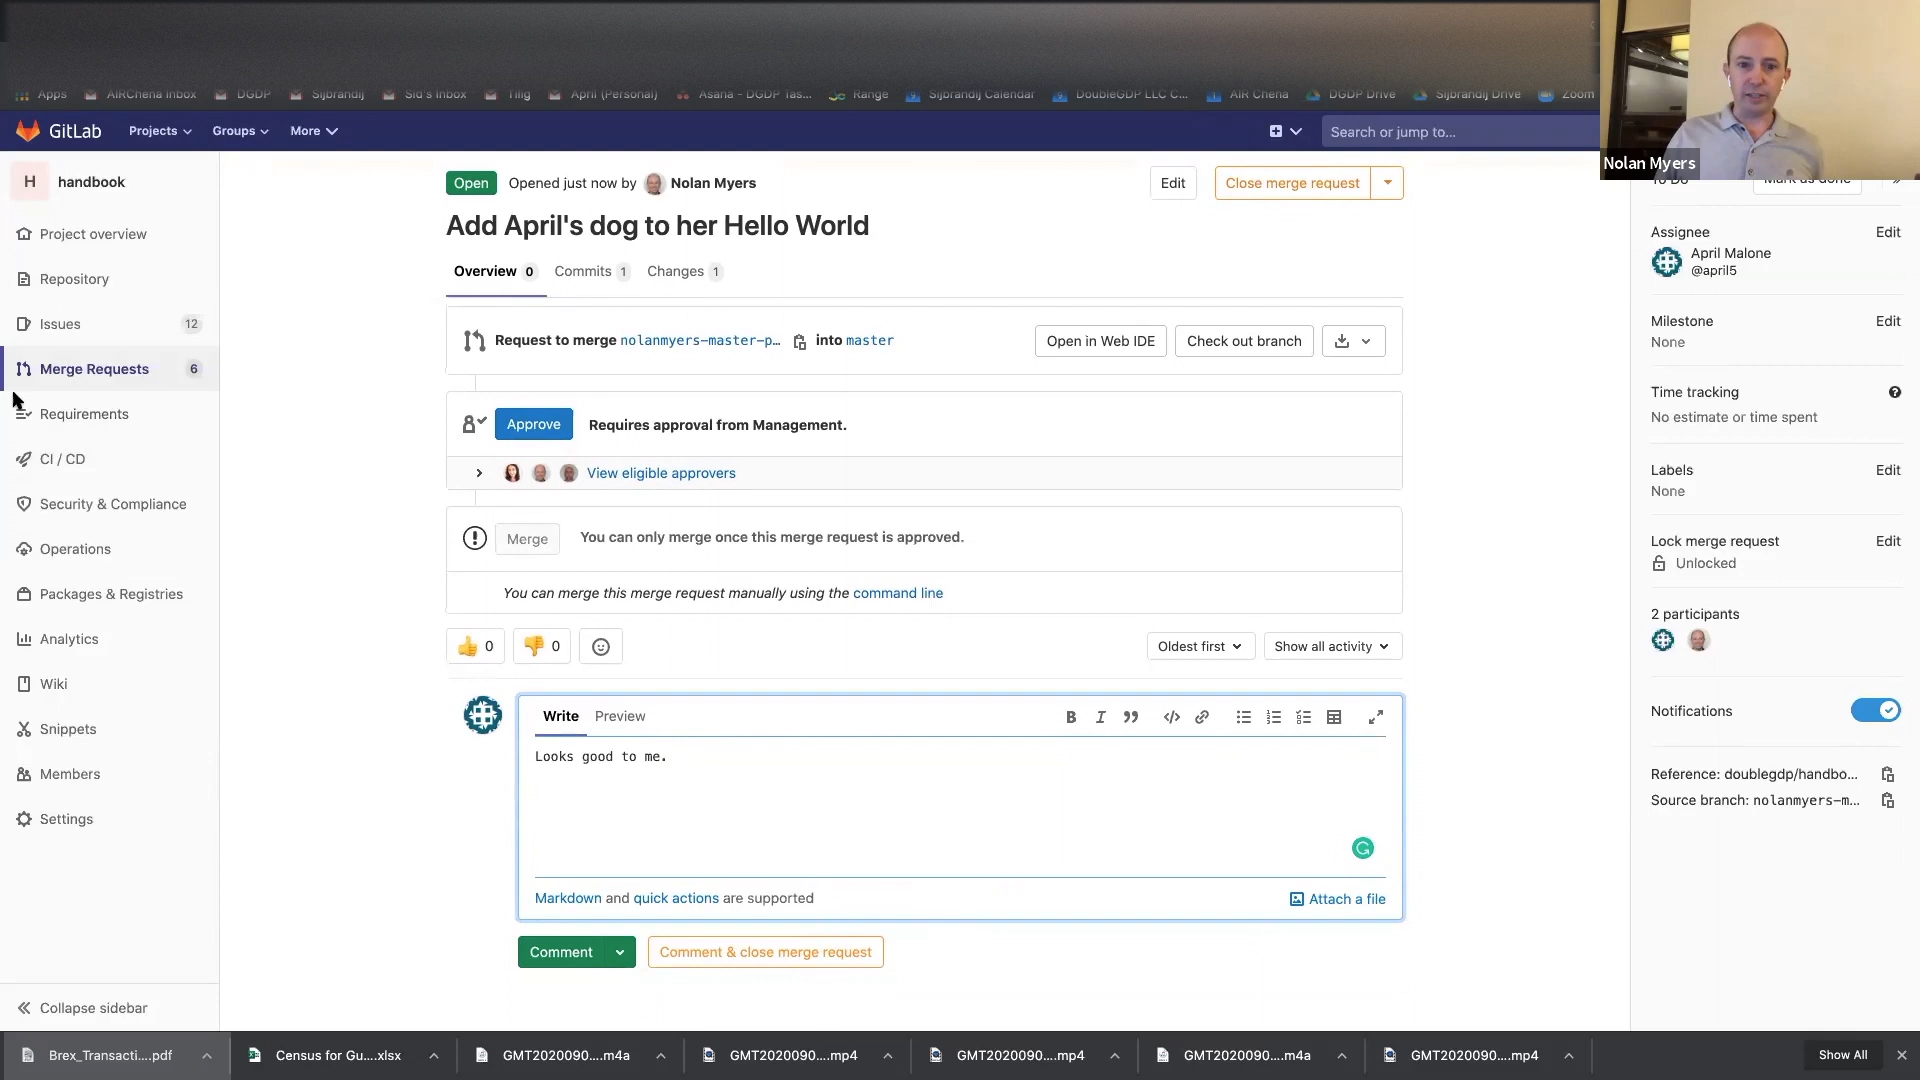 Apps AIRChena Inbox DGDP Sijbrandij Sid's Inbox Tilig April (Personal) Asana - DGDP Tas... Range Sijbrandij Calendar DoubleGDP LLC C... AIR Chena DGDP Drive Sijbrandij Drive Zoom
GitLab Projects Groups More Search or jump to...
Nolan Myers
H handbook
Project overview
Repository
Issues 12
Merge Requests 6
Requirements
CI / CD
Security & Compliance
Operations
Packages & Registries
Analytics
Wiki
Snippets
Members
Settings
Collapse sidebar
Open Opened just now by Nolan Myers Edit Close merge request
Add April's dog to her Hello World
Overview 0 Commits 1 Changes 1
Request to merge nolanmyers-master-p... into master Open in Web IDE Check out branch
Approve Requires approval from Management.
View eligible approvers
Merge You can only merge once this merge request is approved.
You can merge this merge request manually using the command line
0 0 Oldest first Show all activity
Write Preview
Looks good to me.
Markdown and quick actions are supported Attach a file
Comment Comment & close merge request
To Do Mark as done
Assignee Edit
April Malone
@april5
Milestone Edit
None
Time tracking
No estimate or time spent
Labels Edit
None
Lock merge request Edit
Unlocked
2 participants
Notifications
Reference: doublegdp/handbo...
Source branch: nolanmyers-m...
Brex_Transacti....pdf Census for Gu....xlsx GMT2020090....m4a GMT2020090....mp4 GMT2020090....mp4 GMT2020090....m4a GMT2020090....mp4 Show All